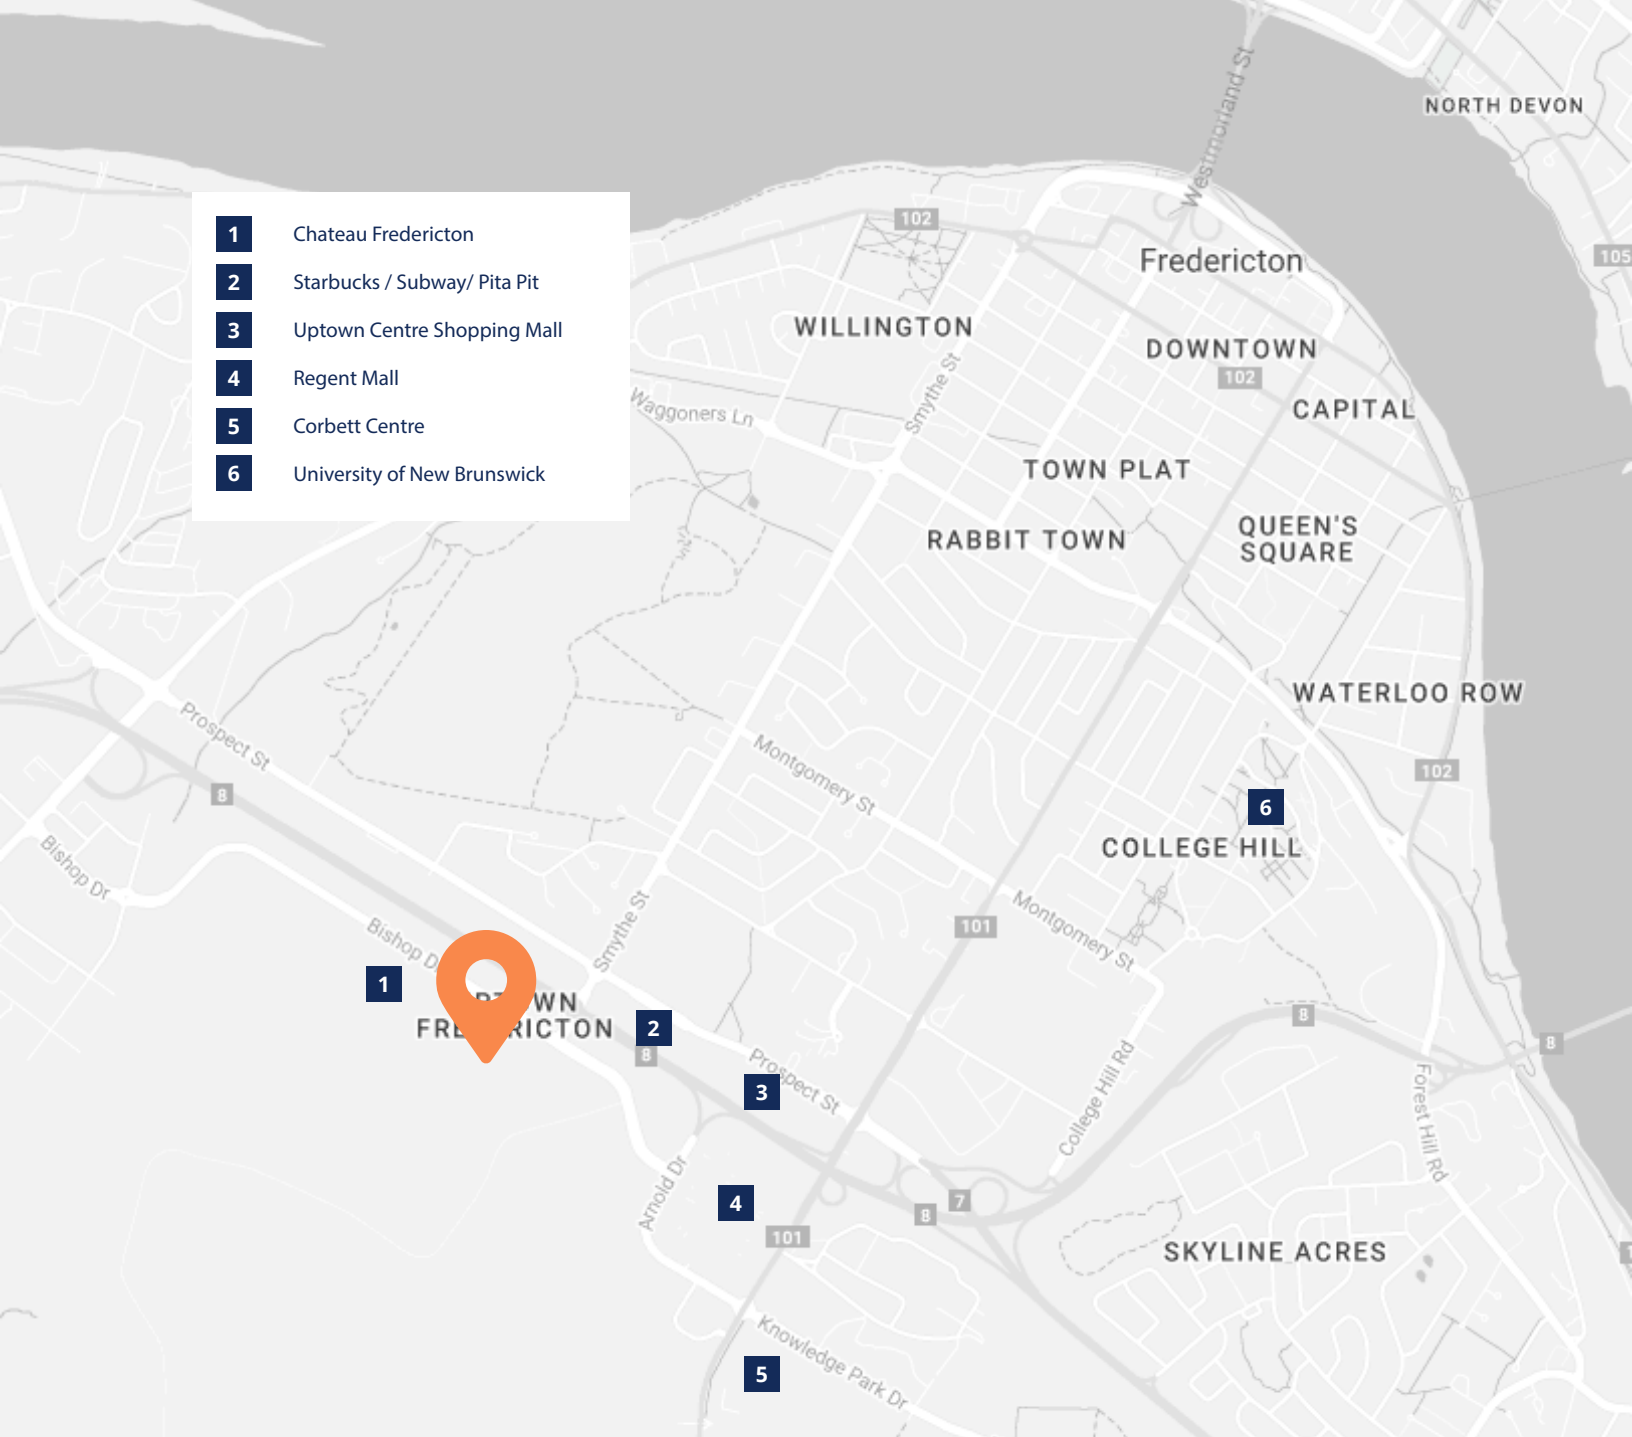 NORTH DEVON
Westmorland St
102
105
1 Chateau Fredericton
2 Starbucks / Subway/ Pita Pit
3 Uptown Centre Shopping Mall
4 Regent Mall
5 Corbett Centre
6 University of New Brunswick
Fredericton
WILLINGTON
DOWNTOWN
102
Smythe St
Waggoners Ln
CAPITAL
TOWN PLAT
QUEEN'S
SQUARE
RABBIT TOWN
WATERLOO ROW
Prospect St
Montgomery St
102
8
6
COLLEGE HILL
Bishop Dr
Smythe St
Montgomery St
101
Bishop
1
2
8
8
8
3
Prospect St
College Hill Rd
Forest Hill Rd
Arnold Dr
4
7
8
101
SKYLINE ACRES
Knowledge Park Dr
5